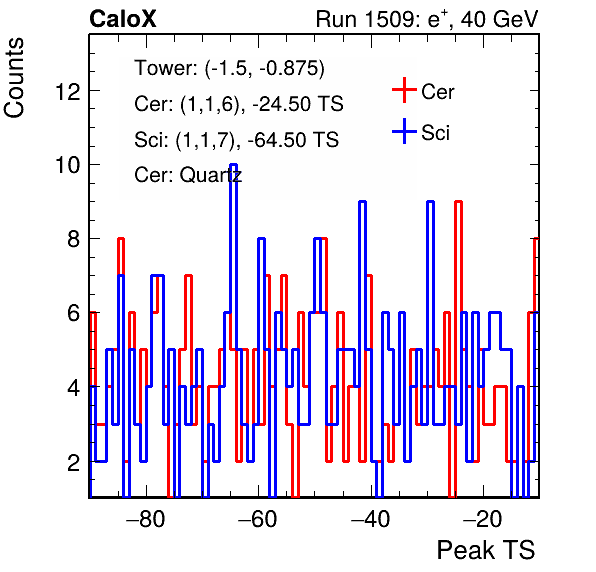 CaloX Run 1509: e⁺, 40 GeV
Counts
Tower: (-1.5, -0.875)
Cer: (1,1,6), -24.50 TS
Sci: (1,1,7), -64.50 TS
Cer: Quartz
Cer
Sci
12
10
8
6
4
2
−80 −60 −40 −20
Peak TS